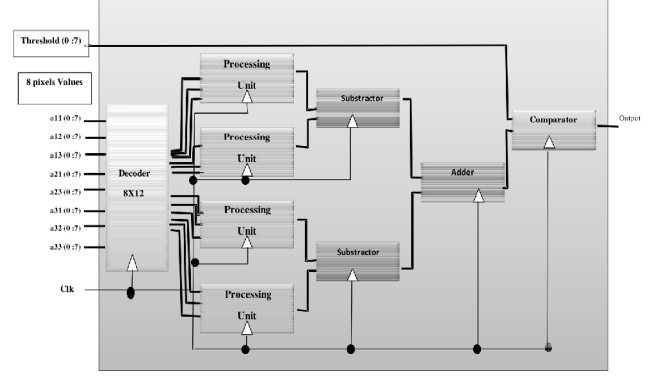 Threshold (0 :7)
8 pixels Values
a11 (0 :7)
a12 (0 :7)
a13 (0 :7)
a21 (0 :7)
a23 (0 :7)
a31 (0 :7)
a32 (0 :7)
a33 (0 :7)
Clk
Decoder
8X12
Processing
Unit
Processing
Unit
Processing
Unit
Processing
Unit
Substractor
Substractor
Adder
Comparator
Output